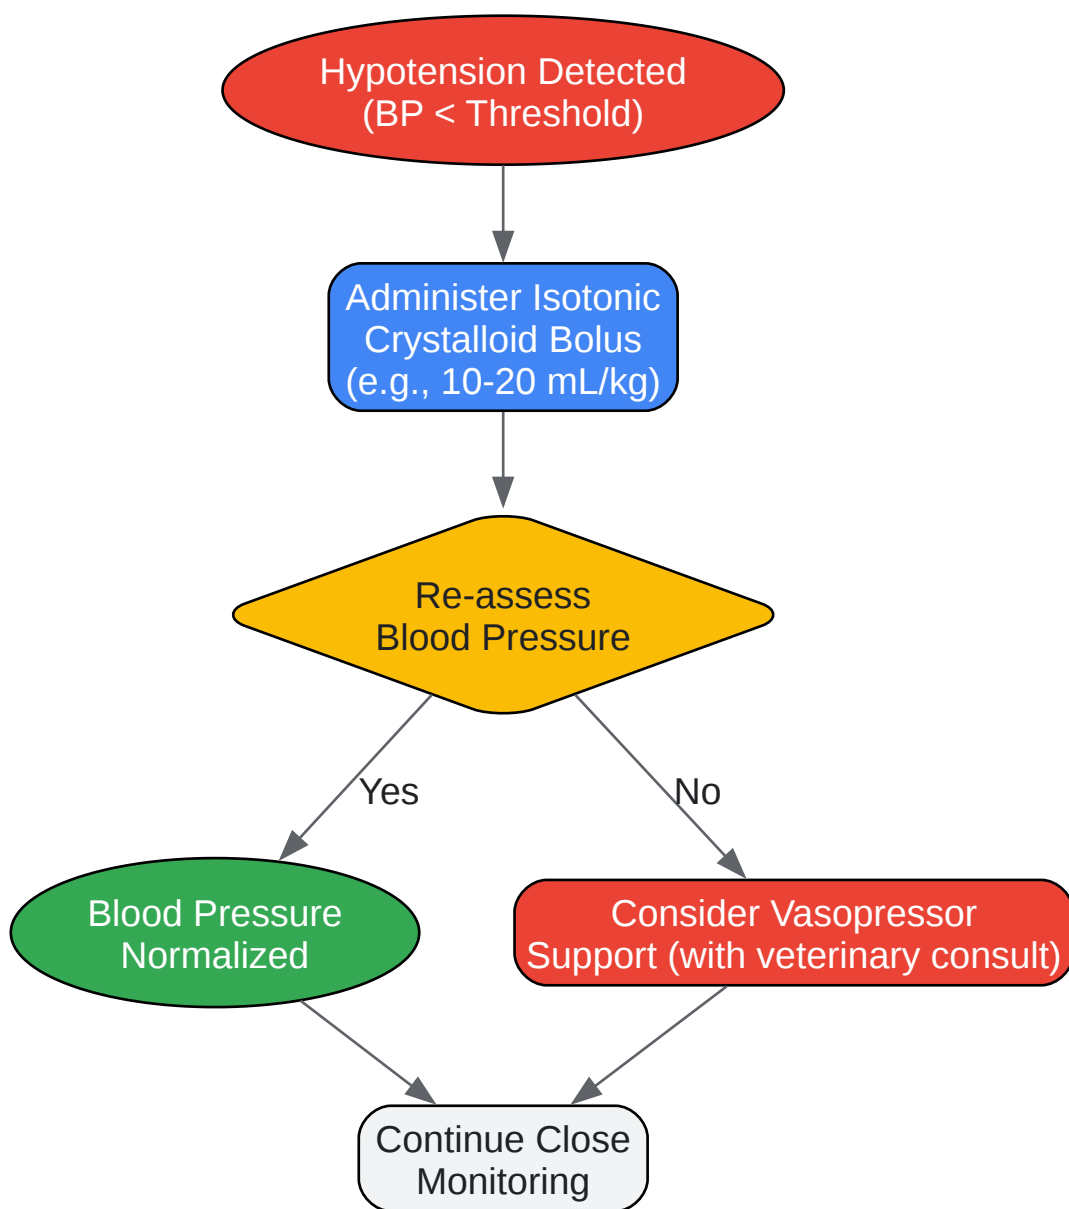 Hypotension Detected
(BP < Threshold)
Administer Isotonic
Crystalloid Bolus
(e.g., 10-20 mL/kg)
Re-assess
Blood Pressure
Yes
No
Blood Pressure
Normalized
Consider Vasopressor
Support (with veterinary consult)
Continue Close
Monitoring